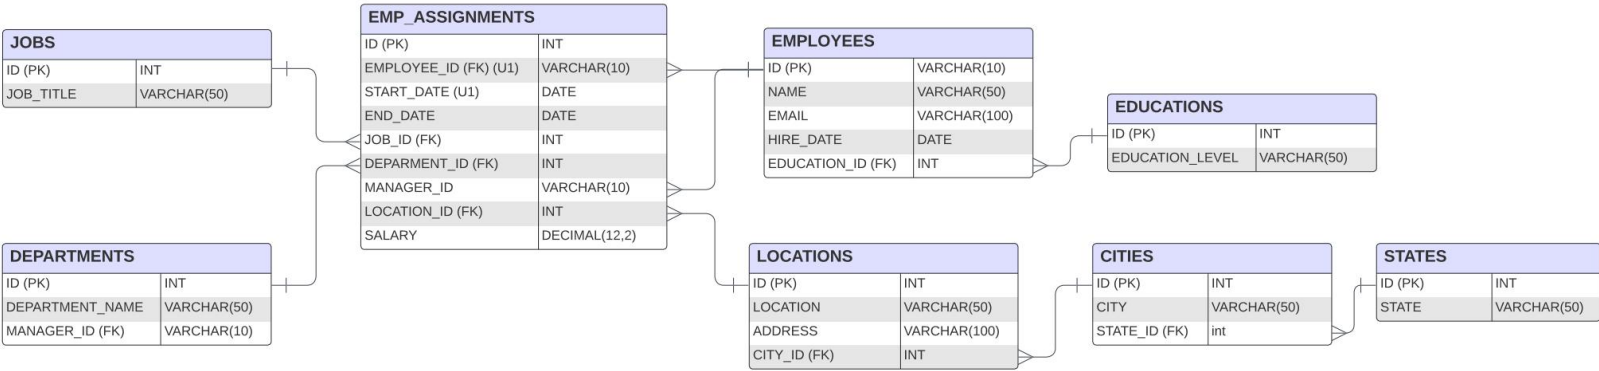 JOBS
ID (PK) INT
JOB_TITLE VARCHAR(50)
EMP_ASSIGNMENTS
ID (PK) INT
EMPLOYEE_ID (FK) (U1) VARCHAR(10)
START_DATE (U1) DATE
END_DATE DATE
JOB_ID (FK) INT
DEPARMENT_ID (FK) INT
MANAGER_ID VARCHAR(10)
LOCATION_ID (FK) INT
SALARY DECIMAL(12,2)
EMPLOYEES
ID (PK) VARCHAR(10)
NAME VARCHAR(50)
EMAIL VARCHAR(100)
HIRE_DATE DATE
EDUCATION_ID (FK) INT
EDUCATIONS
ID (PK) INT
EDUCATION_LEVEL VARCHAR(50)
DEPARTMENTS
ID (PK) INT
DEPARTMENT_NAME VARCHAR(50)
MANAGER_ID (FK) VARCHAR(10)
LOCATIONS
ID (PK) INT
LOCATION VARCHAR(50)
ADDRESS VARCHAR(100)
CITY_ID (FK) INT
CITIES
ID (PK) INT
CITY VARCHAR(50)
STATE_ID (FK) int
STATES
ID (PK) INT
STATE VARCHAR(50)